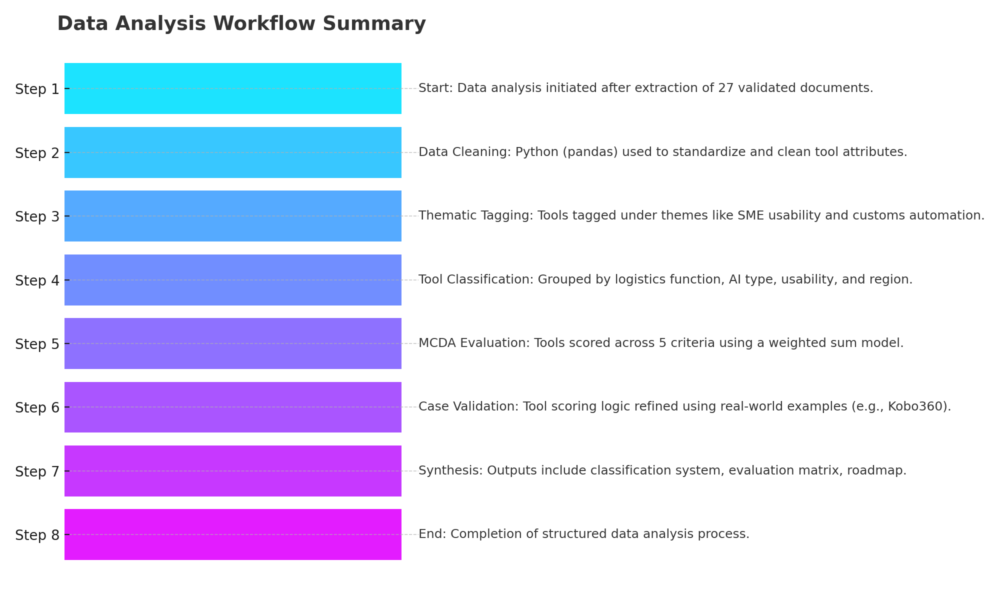 Data Analysis Workflow Summary
Step 1 Start: Data analysis initiated after extraction of 27 validated documents.
Step 2 Data Cleaning: Python (pandas) used to standardize and clean tool attributes.
Step 3 Thematic Tagging: Tools tagged under themes like SME usability and customs automation.
Step 4 Tool Classification: Grouped by logistics function, AI type, usability, and region.
Step 5 MCDA Evaluation: Tools scored across 5 criteria using a weighted sum model.
Step 6 Case Validation: Tool scoring logic refined using real-world examples (e.g., Kobo360).
Step 7 Synthesis: Outputs include classification system, evaluation matrix, roadmap.
Step 8 End: Completion of structured data analysis process.